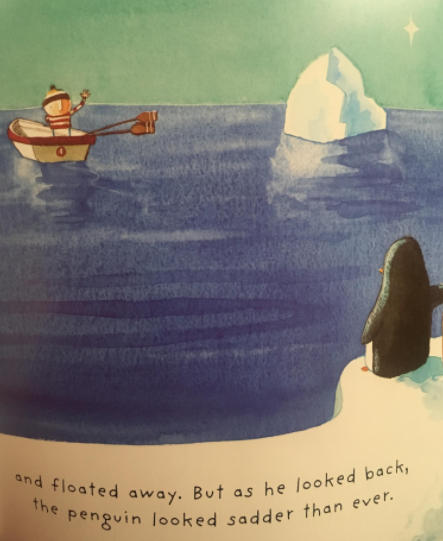 and floated away. But as he looked back,
the penguin looked sadder than ever.